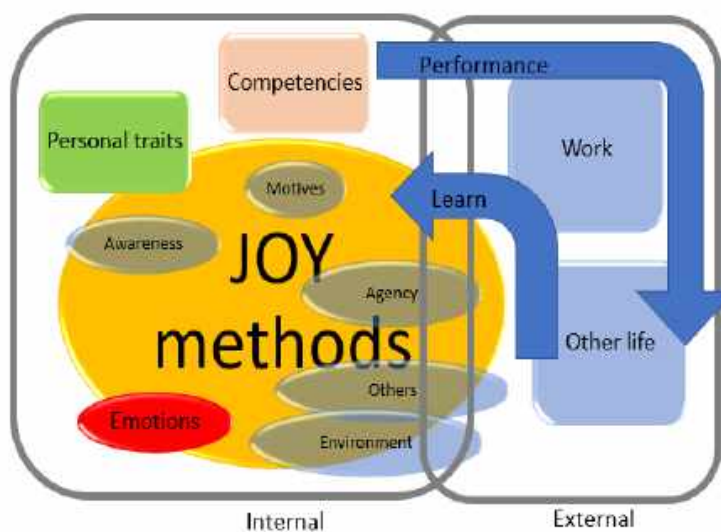 Competencies
Performance
Personal traits
Work
Motives
Learn
Awareness
JOY
Agency
methods
Other life
Others
Emotions
Environment
Internal
External